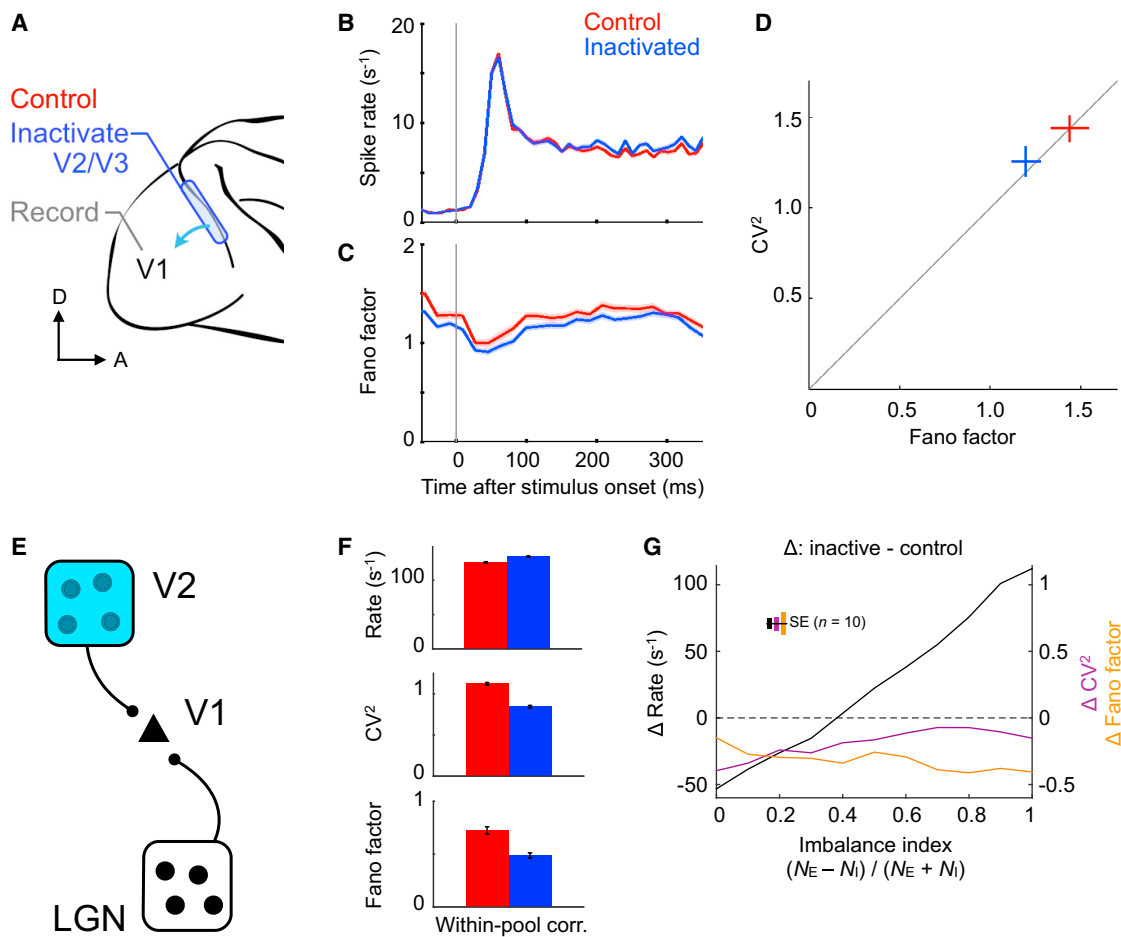 A
Control
Inactivate
V2/V3
Record
V1
D
A
B
Control
Inactivated
Spike rate (s⁻¹)
20
10
0
C
Fano factor
2
1
0
0
100
200
300
Time after stimulus onset (ms)
D
CV²
1.5
1.0
0.5
0
0.5
1.0
1.5
Fano factor
E
V2
V1
LGN
F
Rate (s⁻¹)
100
0
CV²
1
0
Fano factor
1
0
Within-pool corr.
G
Δ: inactive - control
Δ Rate (s⁻¹)
100
50
0
-50
SE (n = 10)
1
0.5
0
-0.5
Δ CV²
Δ Fano factor
0
0.2
0.4
0.6
0.8
1
Imbalance index
(NE – NI) / (NE + NI)